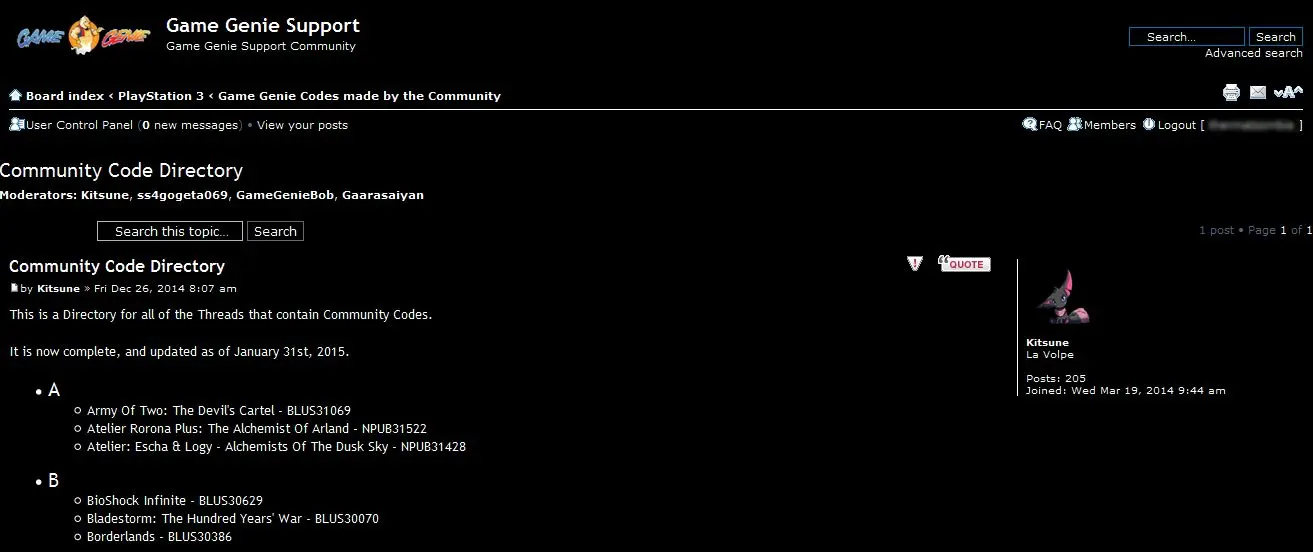 GAME GENIE
Game Genie Support
Game Genie Support Community
Search...
Search
Advanced search
Board index ‹ PlayStation 3 ‹ Game Genie Codes made by the Community
vA^
User Control Panel (0 new messages) • View your posts
FAQ Members Logout [ ]
Community Code Directory
Moderators: Kitsune, ss4gogeta069, GameGenieBob, Gaarasaiyan
Search this topic... Search
1 post • Page 1 of 1
Community Code Directory
! QUOTE
by Kitsune » Fri Dec 26, 2014 8:07 am
This is a Directory for all of the Threads that contain Community Codes.
It is now complete, and updated as of January 31st, 2015.
Kitsune
La Volpe
Posts: 205
Joined: Wed Mar 19, 2014 9:44 am
• A
Army Of Two: The Devil's Cartel - BLUS31069
Atelier Rorona Plus: The Alchemist Of Arland - NPUB31522
Atelier: Escha & Logy - Alchemists Of The Dusk Sky - NPUB31428
• B
BioShock Infinite - BLUS30629
Bladestorm: The Hundred Years' War - BLUS30070
Borderlands - BLUS30386